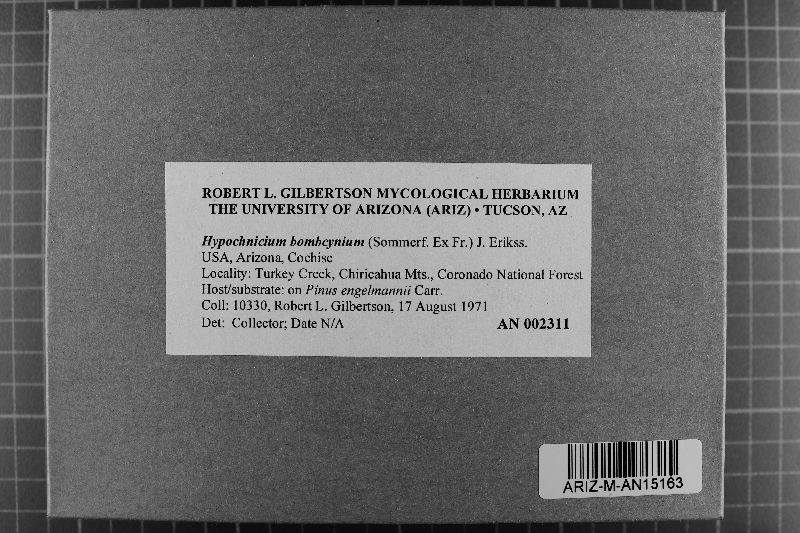 ROBERT L. GILBERTSON MYCOLOGICAL HERBARIUM
THE UNIVERSITY OF ARIZONA (ARIZ) • TUCSON, AZ
Hypochnicium bombcynium (Sommerf. Ex Fr.) J. Erikss.
USA, Arizona, Cochise
Locality: Turkey Creek, Chiricahua Mts., Coronado National Forest
Host/substrate: on Pinus engelmannii Carr.
Coll: 10330, Robert L. Gilbertson, 17 August 1971
Det: Collector; Date N/A AN 002311
ARIZ-M-AN15163